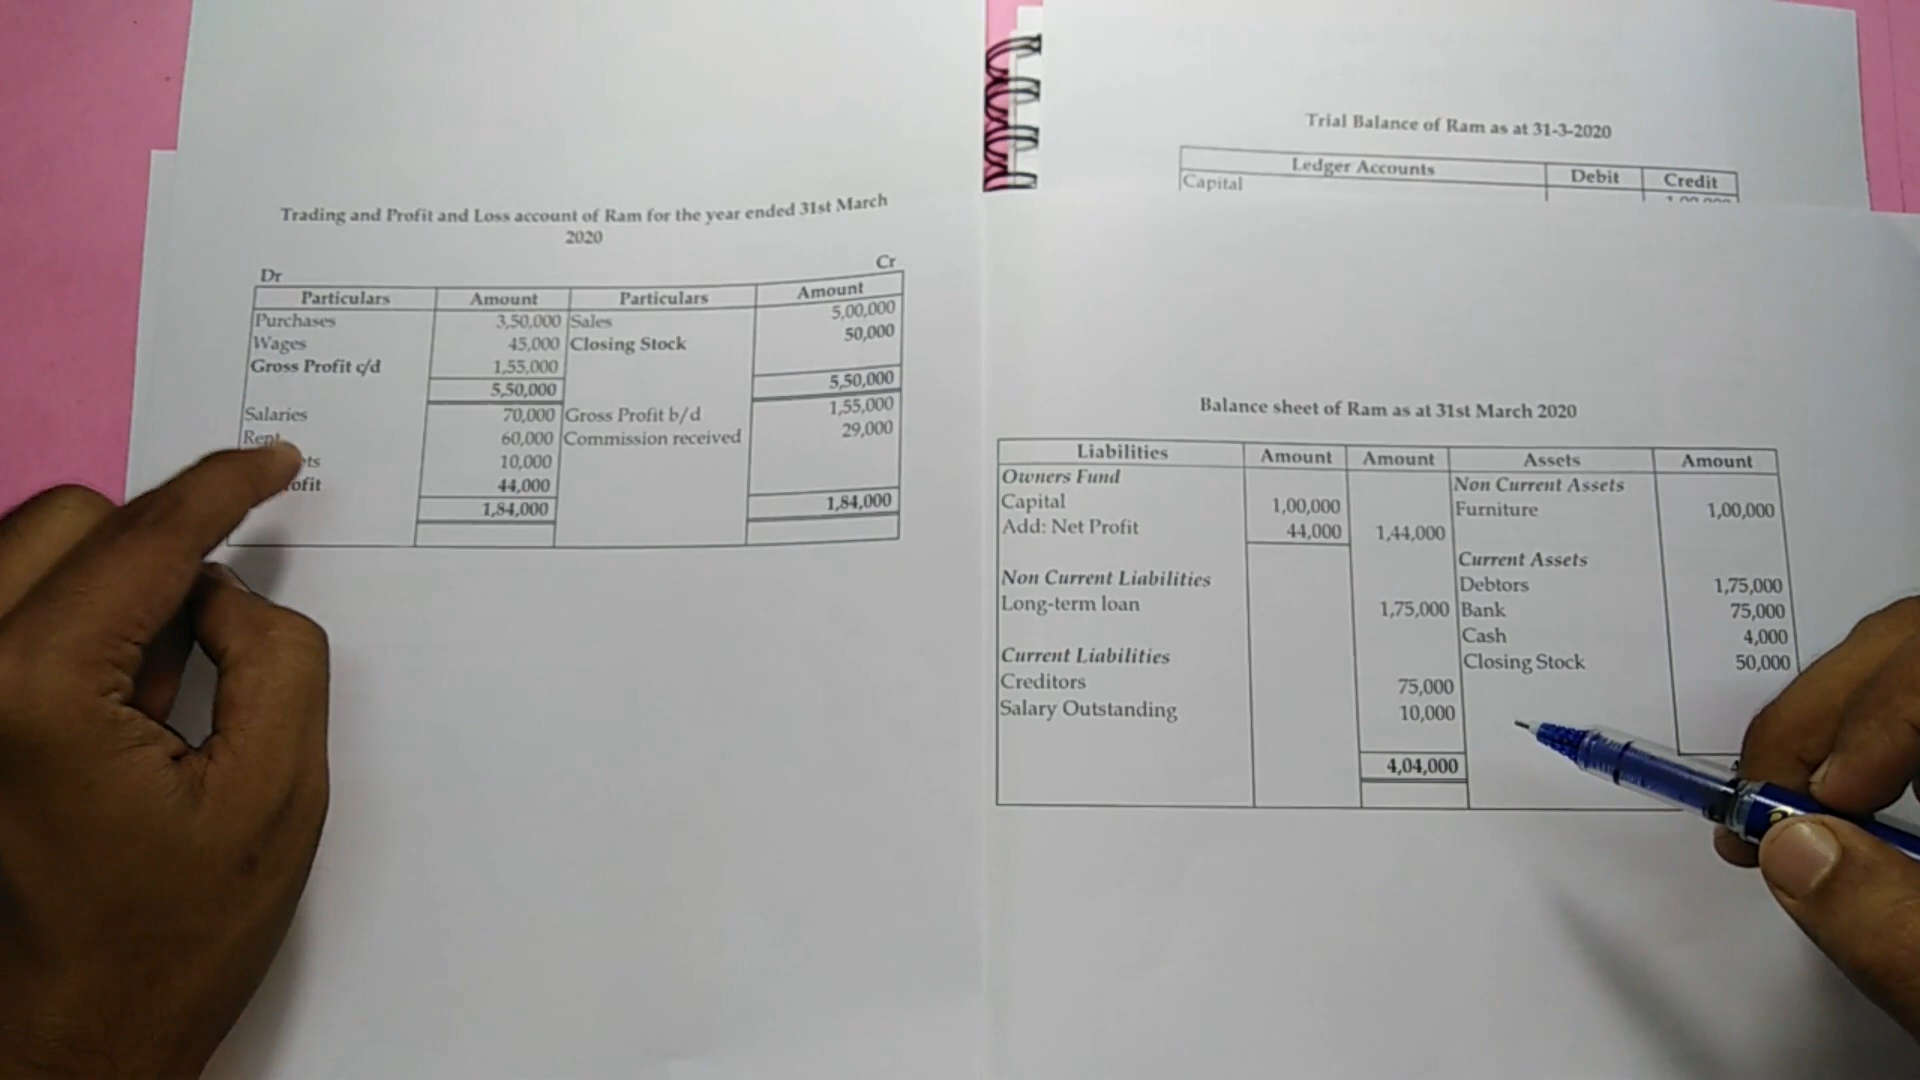 Trading and Profit and Loss account of Ram for the year ended 31st March
2020
Dr Cr
Particulars Amount Particulars Amount
Purchases 3,50,000 Sales 5,00,000
Wages 45,000 Closing Stock 50,000
Gross Profit c/d 1,55,000
5,50,000 5,50,000
Salaries 70,000 Gross Profit b/d 1,55,000
Rent 60,000 Commission received 29,000
10,000
44,000
1,84,000 1,84,000
Trial Balance of Ram as at 31-3-2020
Ledger Accounts Debit Credit
Capital
Balance sheet of Ram as at 31st March 2020
Liabilities Amount Amount Assets Amount
Owners Fund Non Current Assets
Capital 1,00,000 Furniture 1,00,000
Add: Net Profit 44,000 1,44,000
Current Assets
Non Current Liabilities Debtors 1,75,000
Long-term loan 1,75,000 Bank 75,000
Cash 4,000
Current Liabilities Closing Stock 50,000
Creditors 75,000
Salary Outstanding 10,000
4,04,000